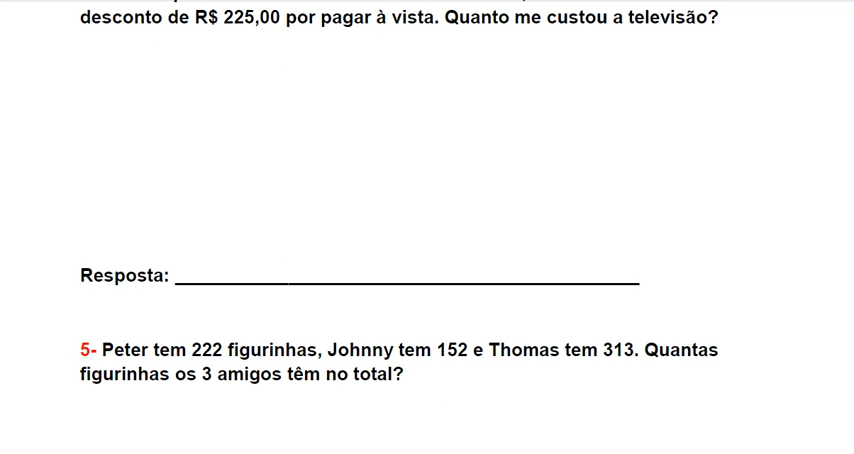 desconto de R$ 225,00 por pagar à vista. Quanto me custou a televisão?
Resposta: ___________________________________________
5- Peter tem 222 figurinhas, Johnny tem 152 e Thomas tem 313. Quantas
figurinhas os 3 amigos têm no total?